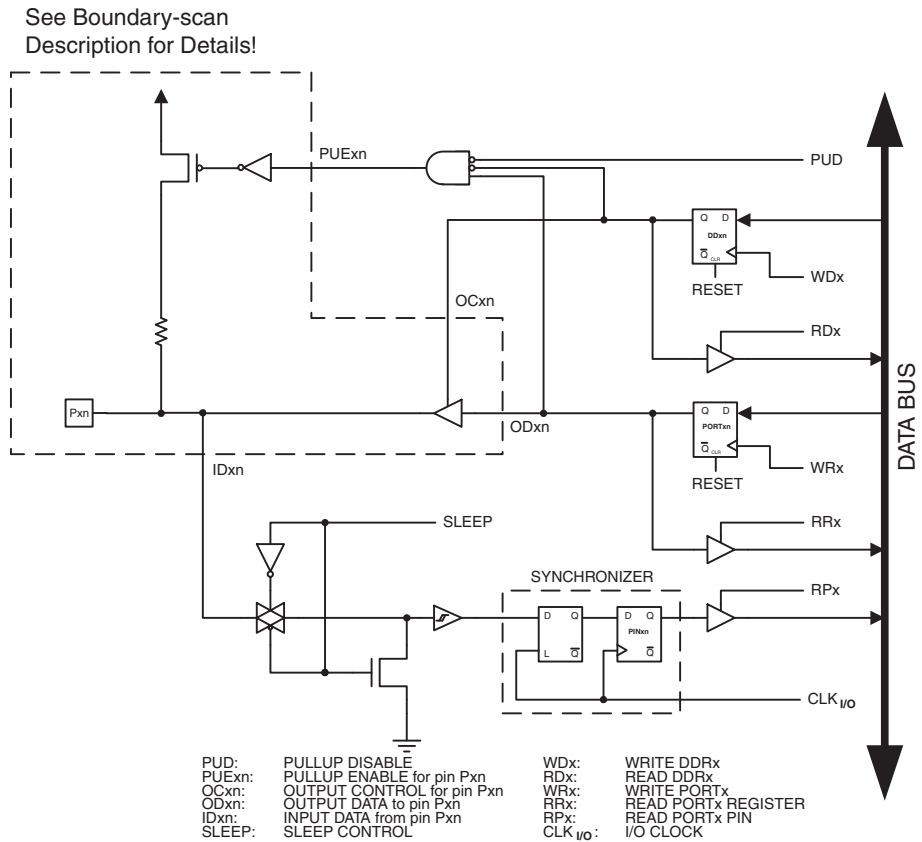 See Boundary-scan
Description for Details!
PUExn
PUD
Q D
DDxn
Q CLR
WDx
RESET
OCxn
RDx
Pxn
ODxn
Q D
PORTxn
Q CLR
WRx
RESET
IDxn
SLEEP
RRx
SYNCHRONIZER
RPx
D Q
L Q
D Q
PINxn
Q
CLK I/O
DATA BUS
PUD: PULLUP DISABLE
PUExn: PULLUP ENABLE for pin Pxn
OCxn: OUTPUT CONTROL for pin Pxn
ODxn: OUTPUT DATA to pin Pxn
IDxn: INPUT DATA from pin Pxn
SLEEP: SLEEP CONTROL
WDx: WRITE DDRx
RDx: READ DDRx
WRx: WRITE PORTx
RRx: READ PORTx REGISTER
RPx: READ PORTx PIN
CLK I/O: I/O CLOCK